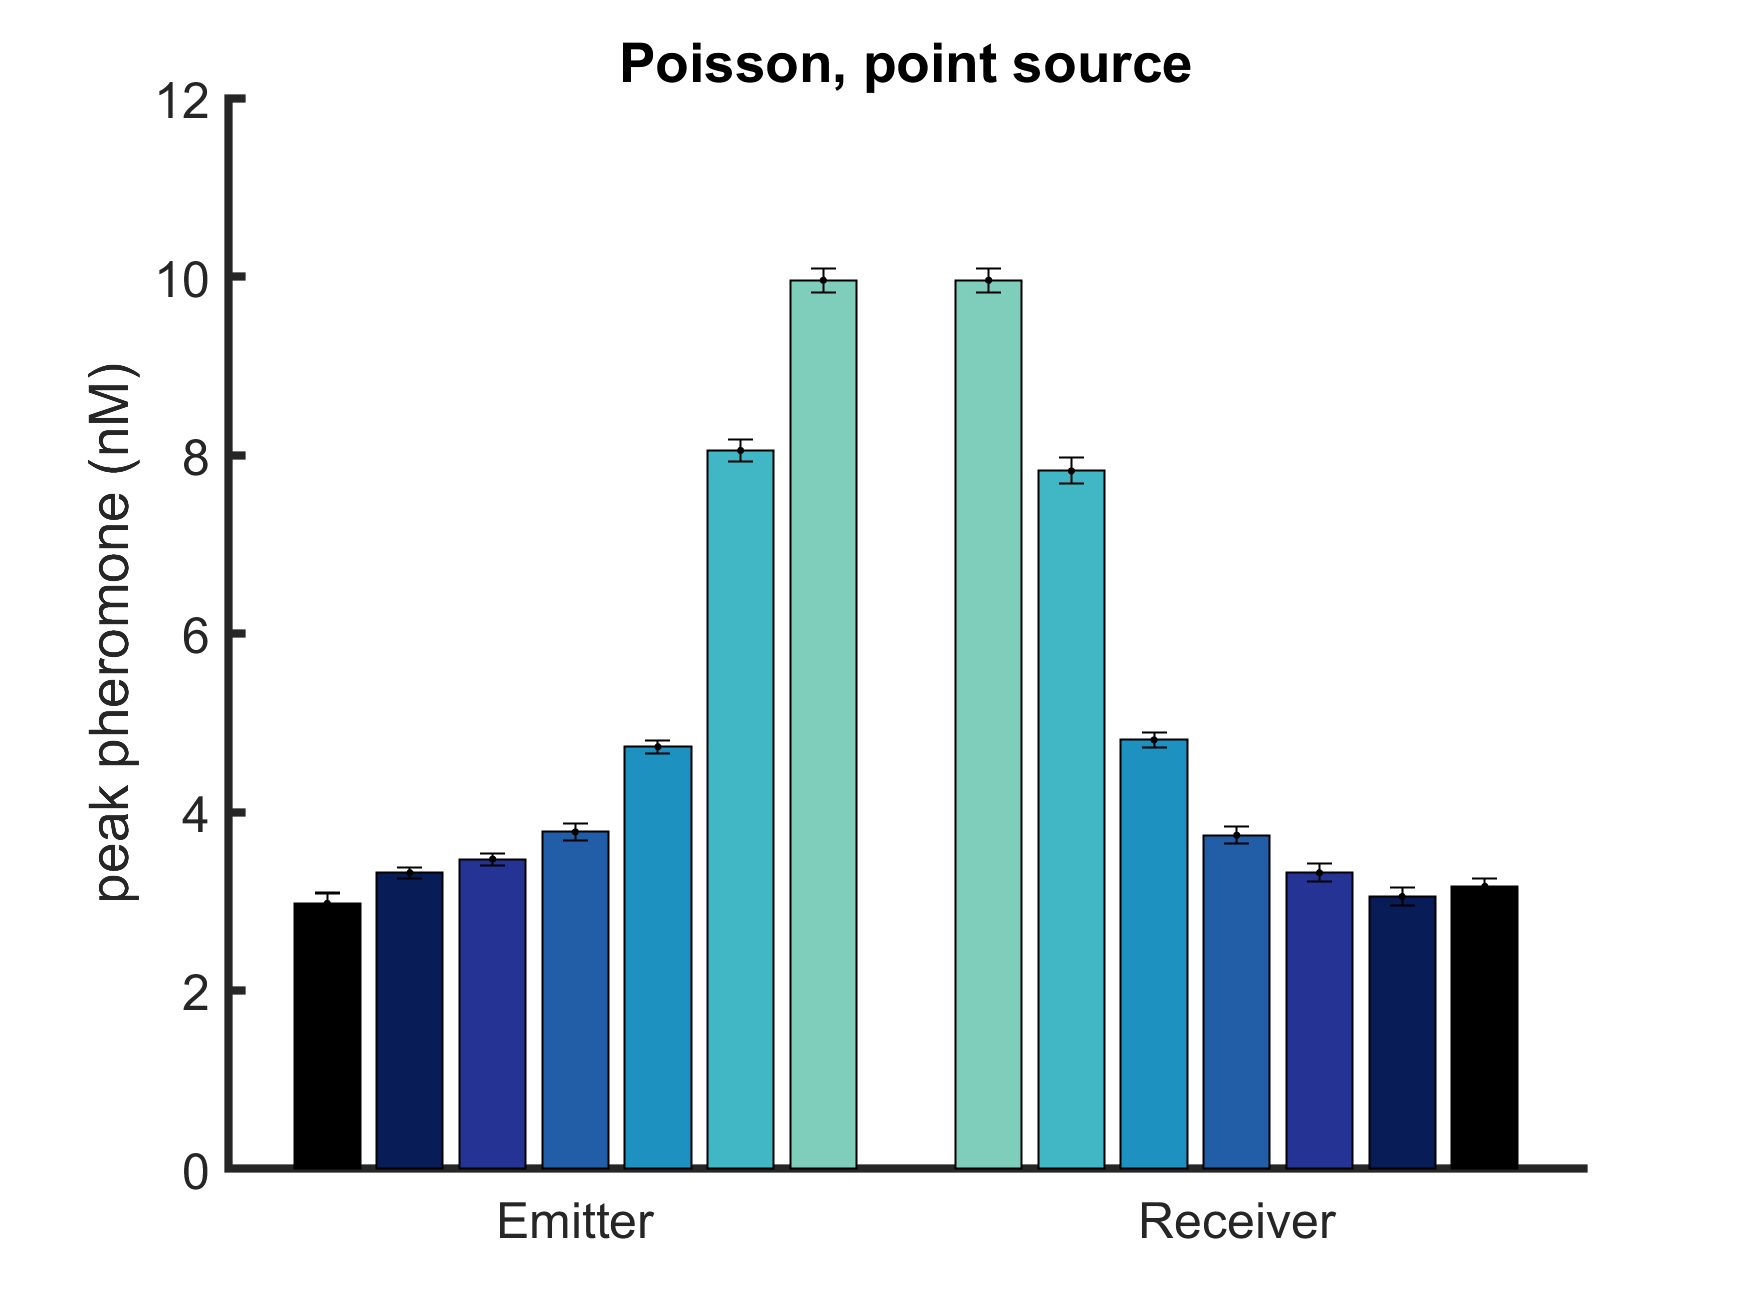 Poisson, point source
12
10
8
6
4
2
0
peak pheromone (nM)
Emitter
Receiver